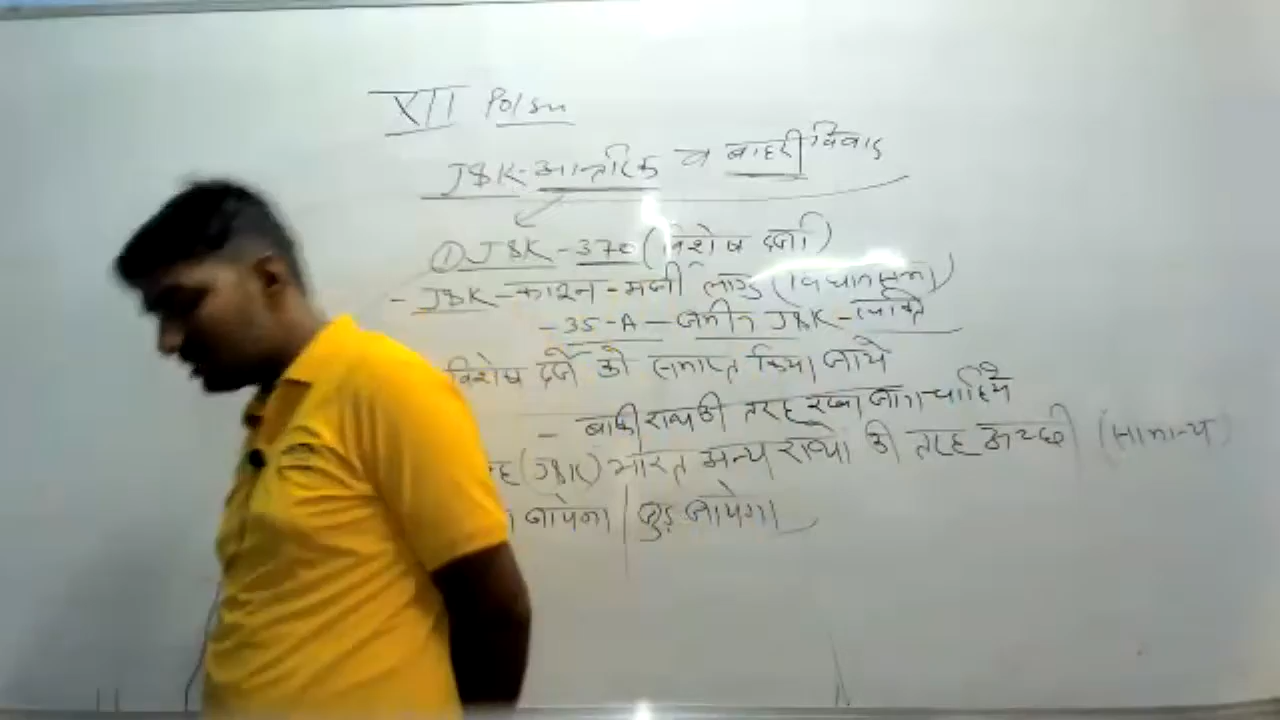 XII Polsci
J&K-आन्तरिक व बाहरी विवाद
① J&K - 370 (विशेष दर्जा)
- J&K - कानून - मर्जी लागु (विधानसभा)
- 35-A - जमीन J&K -
विशेष दर्जे को समाप्त किया जाये
- बाकी राज्य की तरह रखा जाना चाहिये
(J&K) भारत अन्य राज्यो की तरह अच्छी (सामान्य)
जायेगा / जुड़ जायेगा